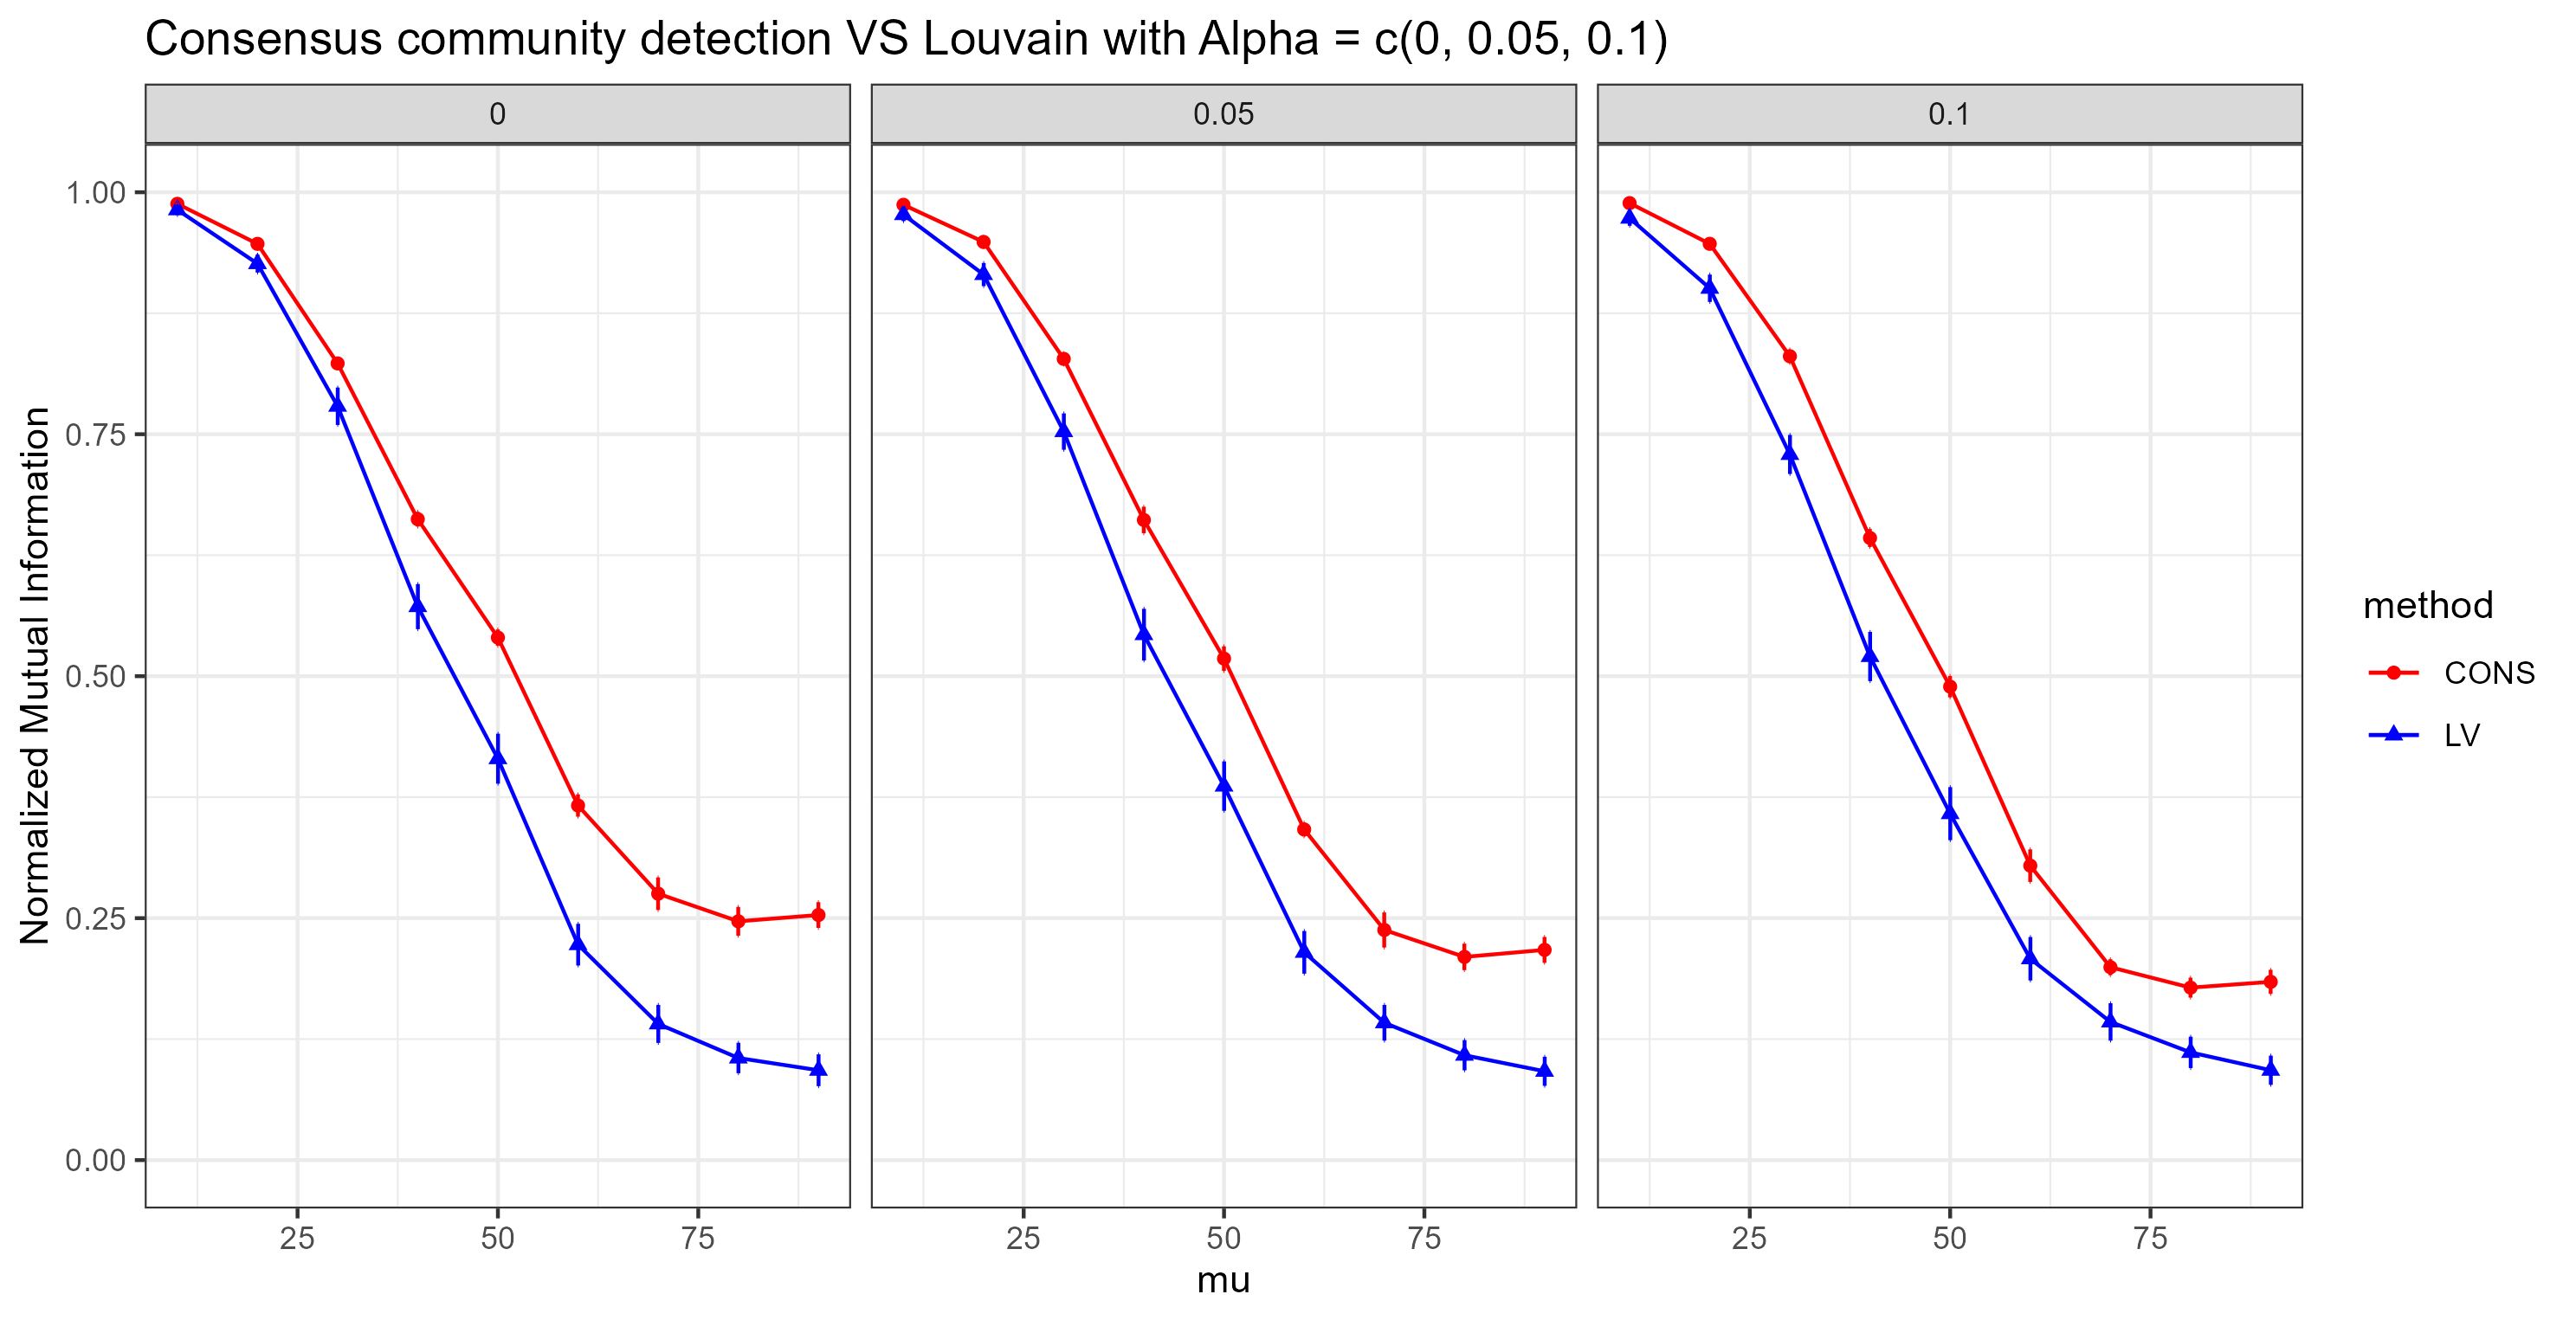 Consensus community detection VS Louvain with Alpha = c(0, 0.05, 0.1)
0
0.05
0.1
1.00
0.75
0.50
0.25
0.00
Normalized Mutual Information
25
50
75
25
50
75
25
50
75
mu
method
CONS
LV